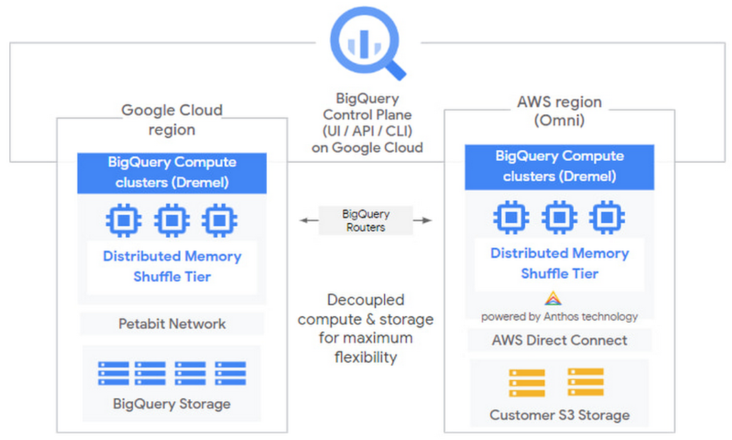 BigQuery
Control Plane
(UI / API / CLI)
on Google Cloud
Google Cloud
region
BigQuery Compute
clusters (Dremel)
Distributed Memory
Shuffle Tier
Petabit Network
BigQuery Storage
BigQuery
Routers
Decoupled
compute & storage
for maximum
flexibility
AWS region
(Omni)
BigQuery Compute
clusters (Dremel)
Distributed Memory
Shuffle Tier
powered by Anthos technology
AWS Direct Connect
Customer S3 Storage